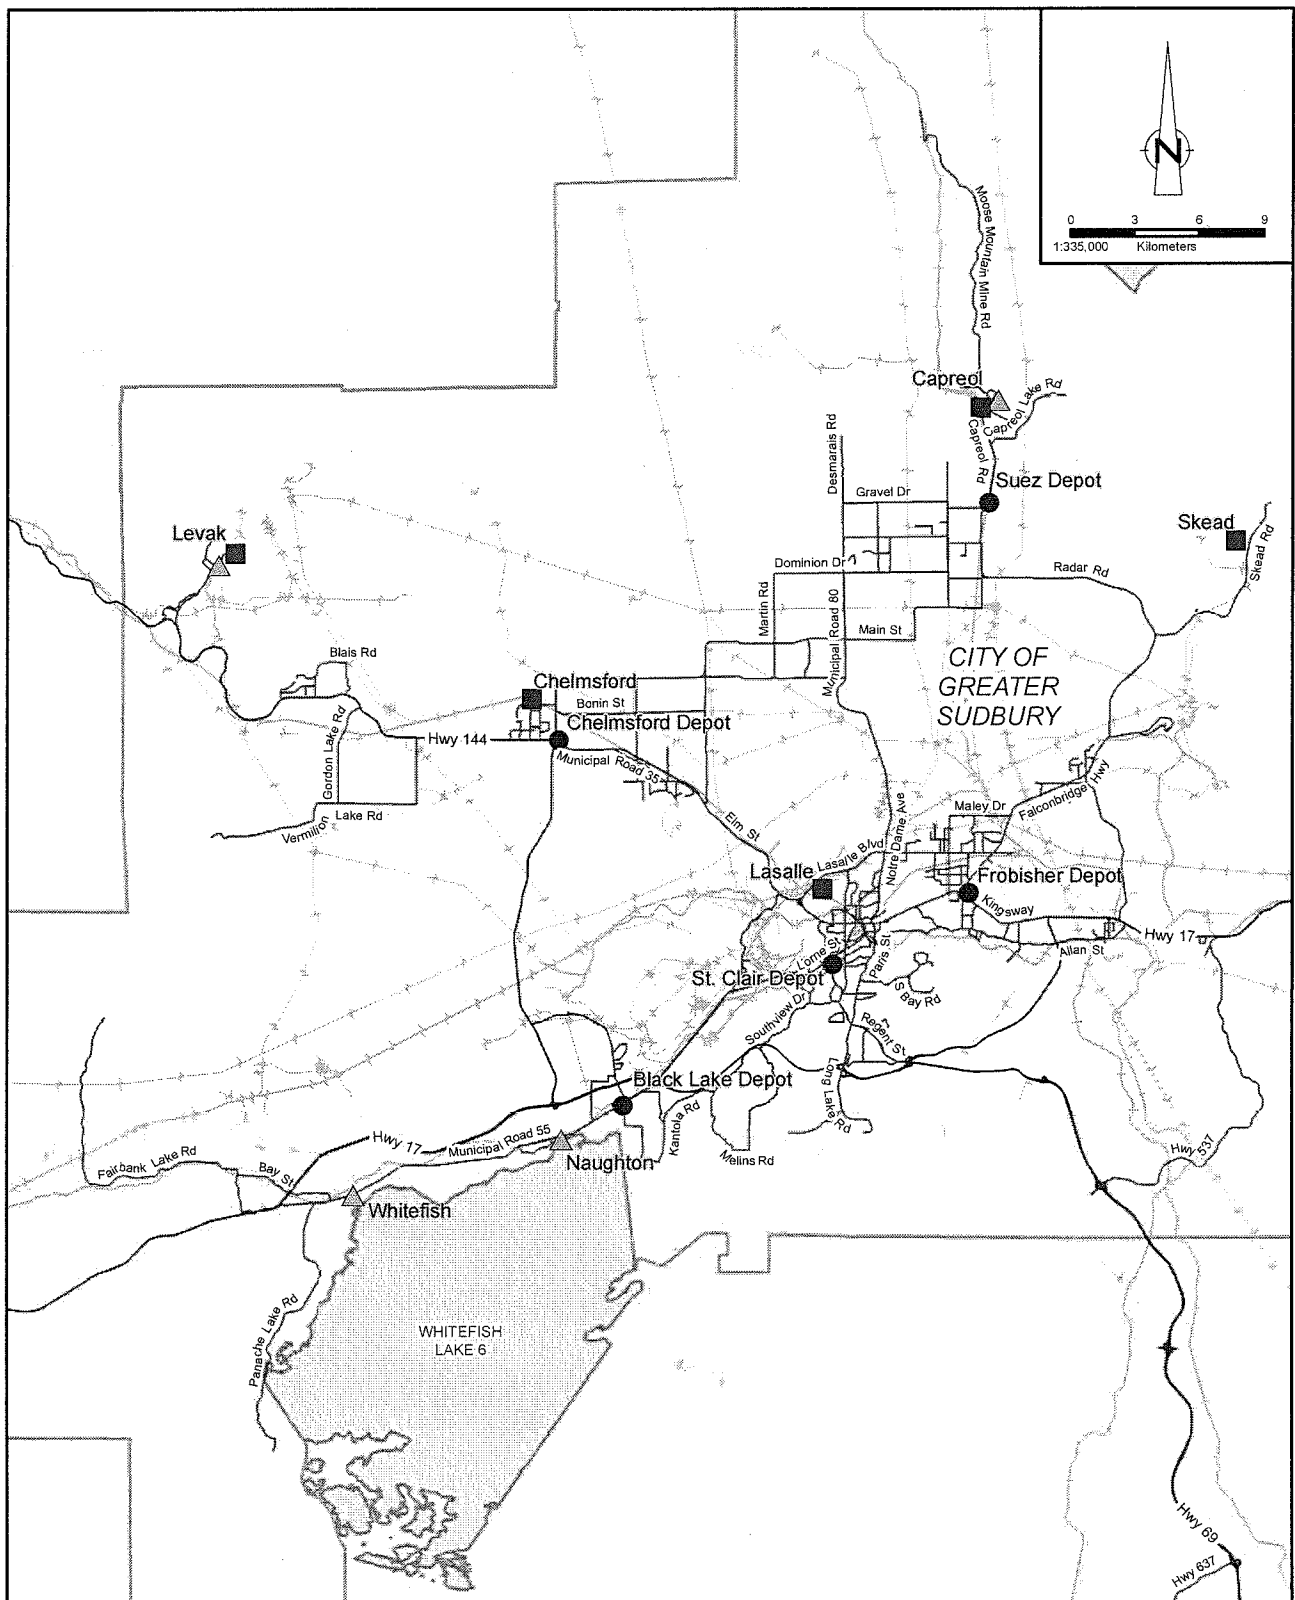 N
0 3 6 9
1:335,000 Kilometers
Moose Mountain Mine Rd
Capreol
Capreol Lake Rd
Capreol Rd
Desmarais Rd
Suez Depot
Gravel Dr
Skead
Skead Rd
Levak
Dominion Dr
Radar Rd
Martin Rd
Municipal Road 80
Main St
CITY OF
GREATER
SUDBURY
Blais Rd
Chelmsford
Bonin St
Chelmsford Depot
Hwy 144
Gordon Lake Rd
Municipal Road 35
Vermilion Lake Rd
Elm St
Maley Dr
Falconbridge Hwy
Notre Dame Ave
Lasalle Blvd
Lasalle
Frobisher Depot
Kingsway
Hwy 17
Allan St
Lorne St
Paris St
St. Clair Depot
S Bay Rd
Southview Dr
Regent St
Black Lake Depot
Long Lake Rd
Kantola Rd
Hwy 17
Municipal Road 55
Naughton
Melins Rd
Hwy 537
Fairbank Lake Rd
Bay St
Whitefish
Panache Lake Rd
WHITEFISH
LAKE 6
Hwy 69
Hwy 637